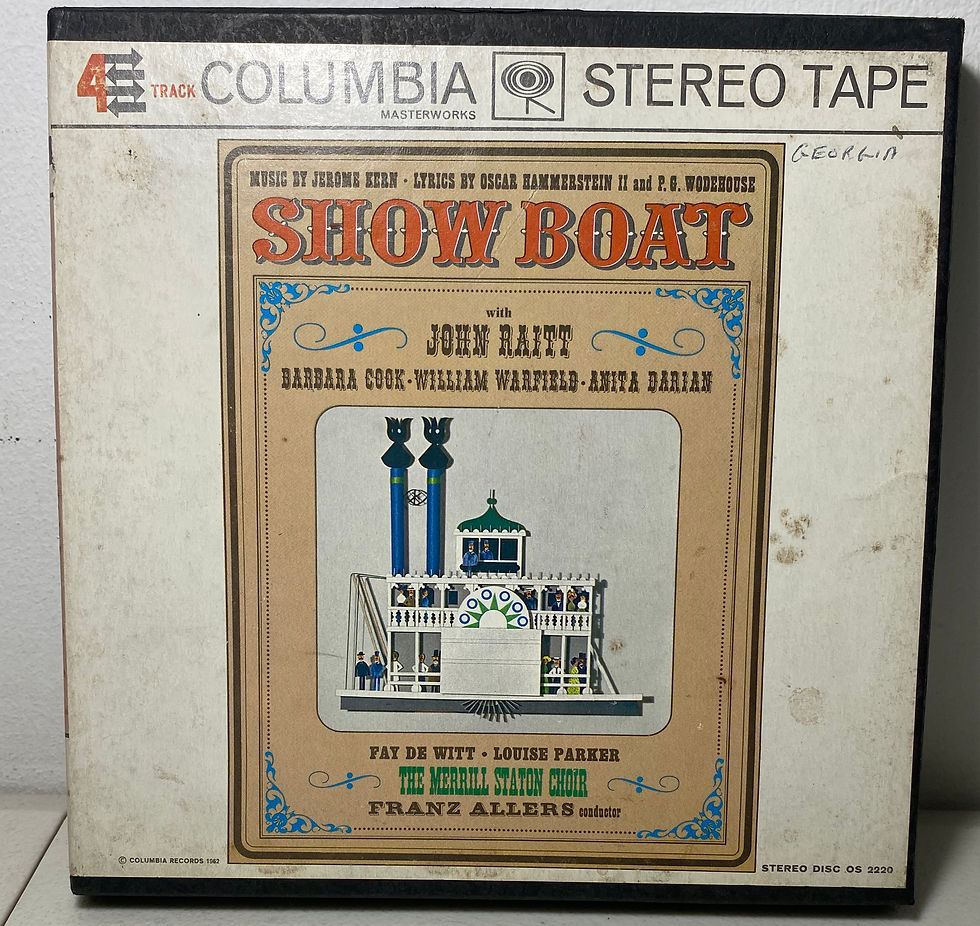 4 TRACK COLUMBIA STEREO TAPE
MASTERWORKS
GEORGIA
MUSIC BY JEROME KERN • LYRICS BY OSCAR HAMMERSTEIN II and P. G. WODEHOUSE
SHOW BOAT
with
JOHN RAITT
BARBARA COOK • WILLIAM WARFIELD • ANITA DARIAN
FAY DE WITT • LOUISE PARKER
THE MERRILL STATON CHOIR
FRANZ ALLERS conductor
© COLUMBIA RECORDS 1962
STEREO DISC OS 2220